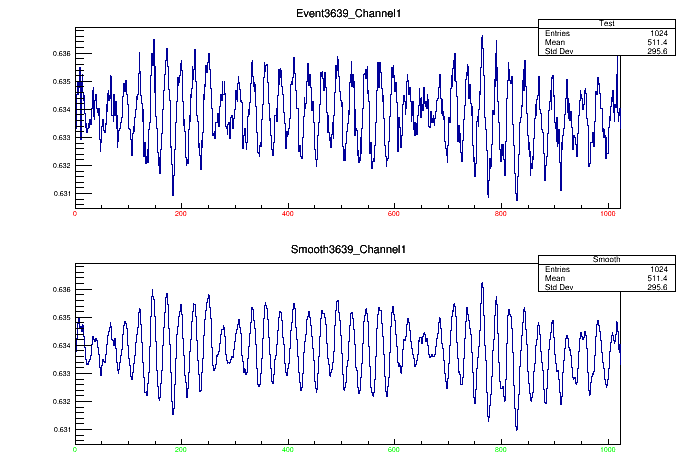 Event3639_Channel1
Test
Entries 1024
Mean 511.4
Std Dev 295.6
0.636
0.635
0.634
0.633
0.632
0.631
0 200 400 600 800 1000
Smooth3639_Channel1
Smooth
Entries 1024
Mean 511.4
Std Dev 295.6
0.636
0.635
0.634
0.633
0.632
0.631
0 200 400 600 800 1000